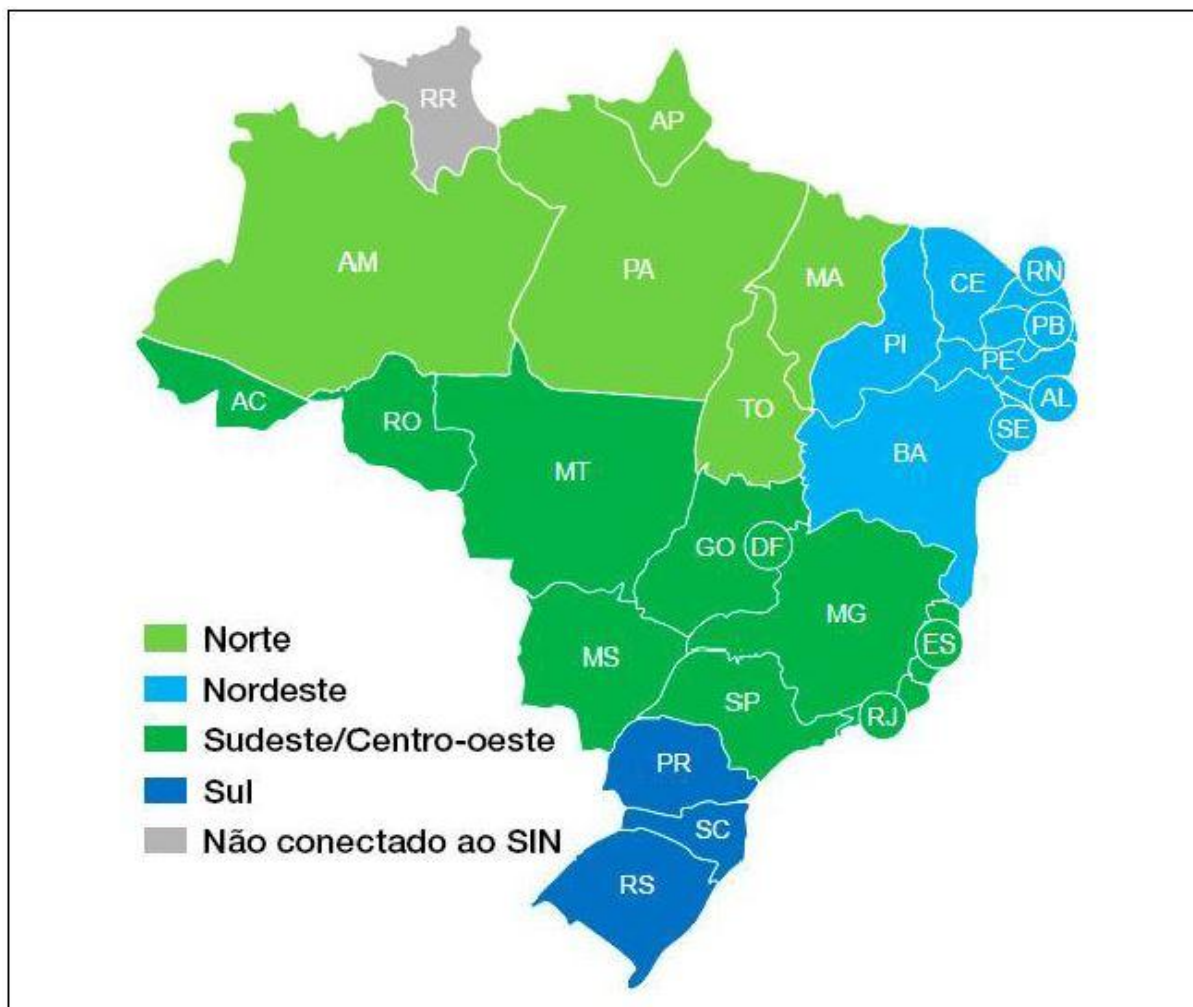 RR
AP
AM
PA
MA
CE
RN
PB
PI
PE
AL
SE
AC
RO
TO
BA
MT
GO
DF
MG
ES
MS
SP
RJ
PR
SC
RS
Norte
Nordeste
Sudeste/Centro-oeste
Sul
Não conectado ao SIN